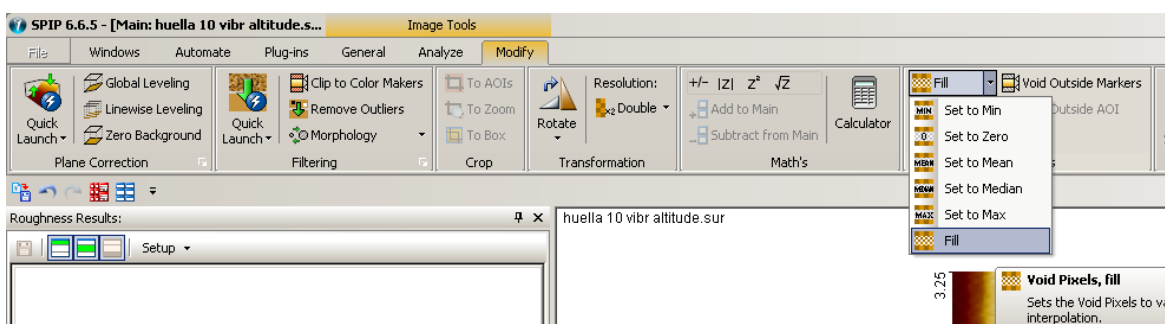 SPIP 6.6.5 - [Main: huella 10 vibr altitude.s... Image Tools
File Windows Automate Plug-ins General Analyze Modify
Global Leveling Clip to Color Makers To AOIs Resolution: +/- |Z| Z² √Z Fill Void Outside Markers
Linewise Leveling Remove Outliers To Zoom x2 Double Add to Main MIN Set to Min Outside AOI
Quick Launch Zero Background Quick Launch Morphology To Box Rotate Subtract from Main Calculator 0 Set to Zero
Plane Correction Filtering Crop Transformation Math's MEAN Set to Mean
Set to Median
Roughness Results: huella 10 vibr altitude.sur MAX Set to Max
Setup Fill
3.25 Void Pixels, fill
Sets the Void Pixels to
interpolation.